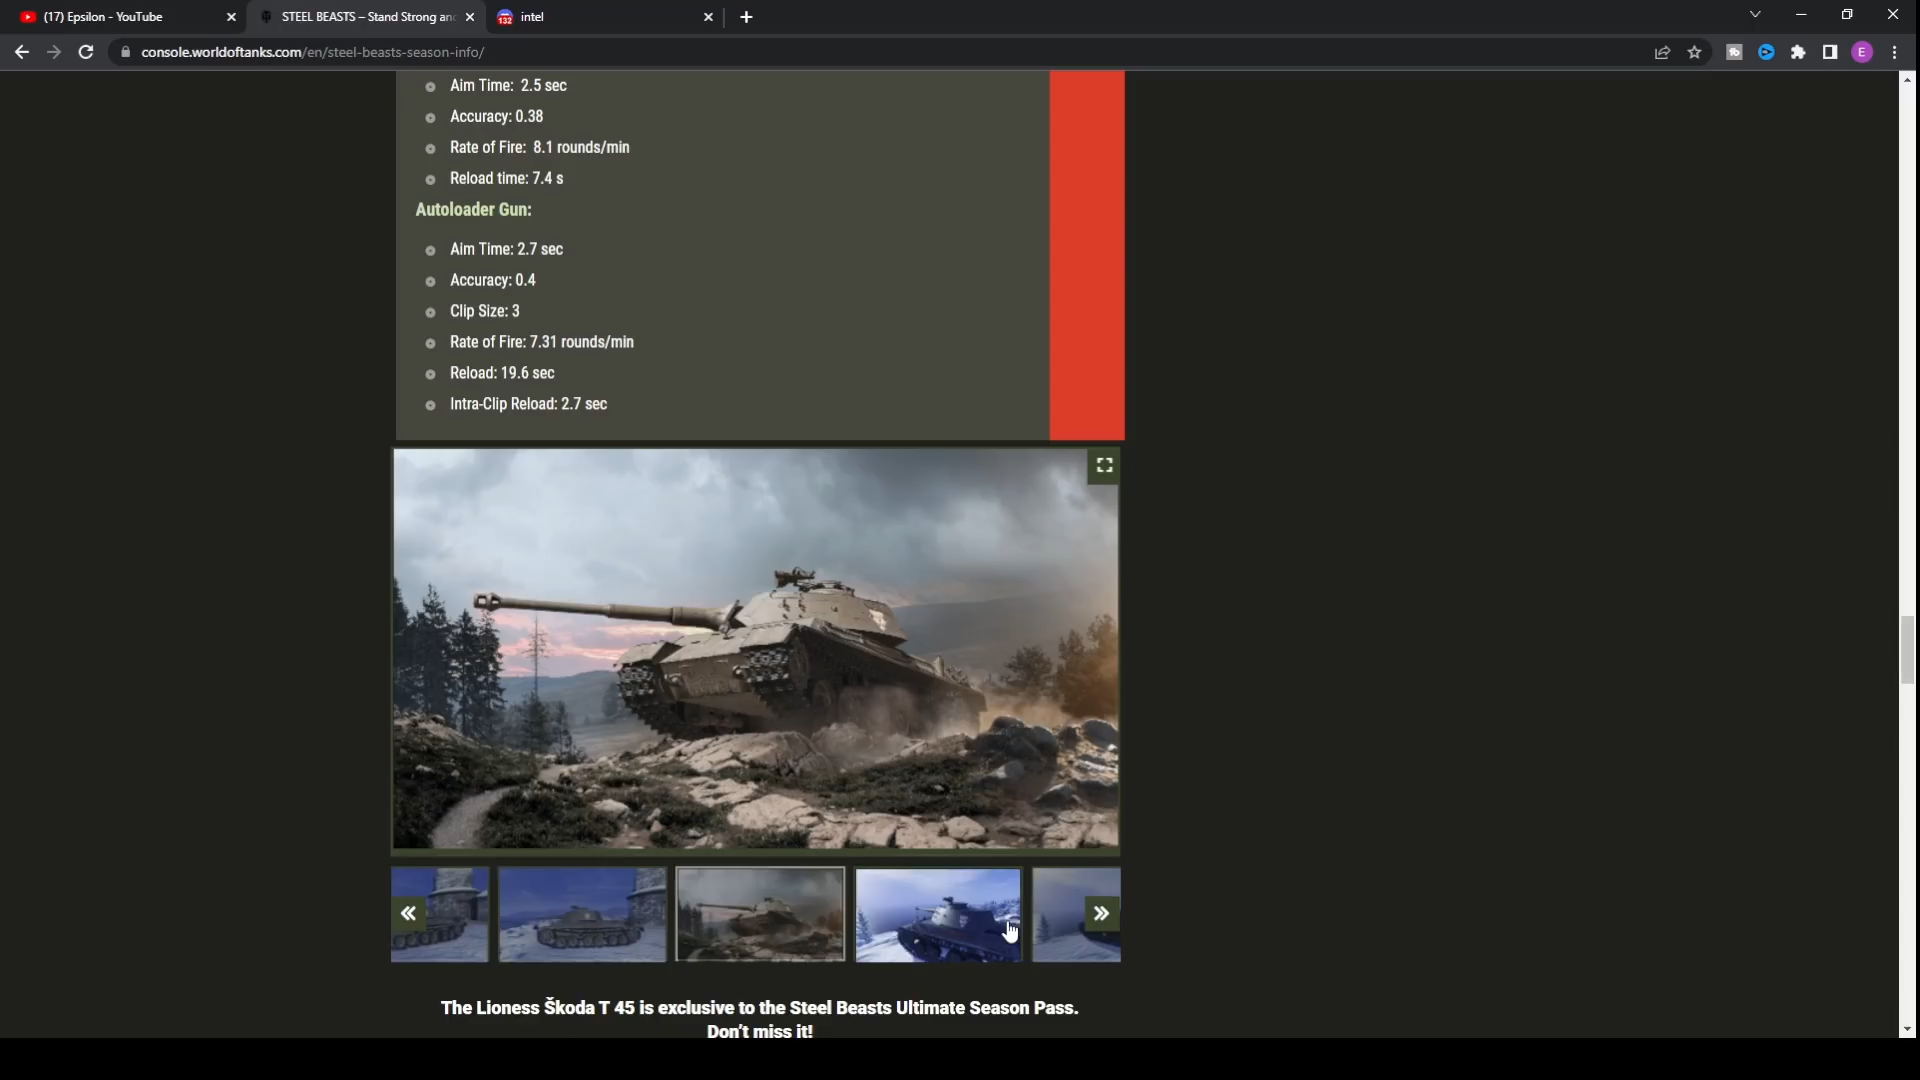 (17) Epsilon - YouTube
STEEL BEASTS – Stand Strong and
132 intel
console.worldoftanks.com/en/steel-beasts-season-info/
E
Aim Time: 2.5 sec
Accuracy: 0.38
Rate of Fire: 8.1 rounds/min
Reload time: 7.4 s
Autoloader Gun:
Aim Time: 2.7 sec
Accuracy: 0.4
Clip Size: 3
Rate of Fire: 7.31 rounds/min
Reload: 19.6 sec
Intra-Clip Reload: 2.7 sec
The Lioness Škoda T 45 is exclusive to the Steel Beasts Ultimate Season Pass.
Don’t miss it!